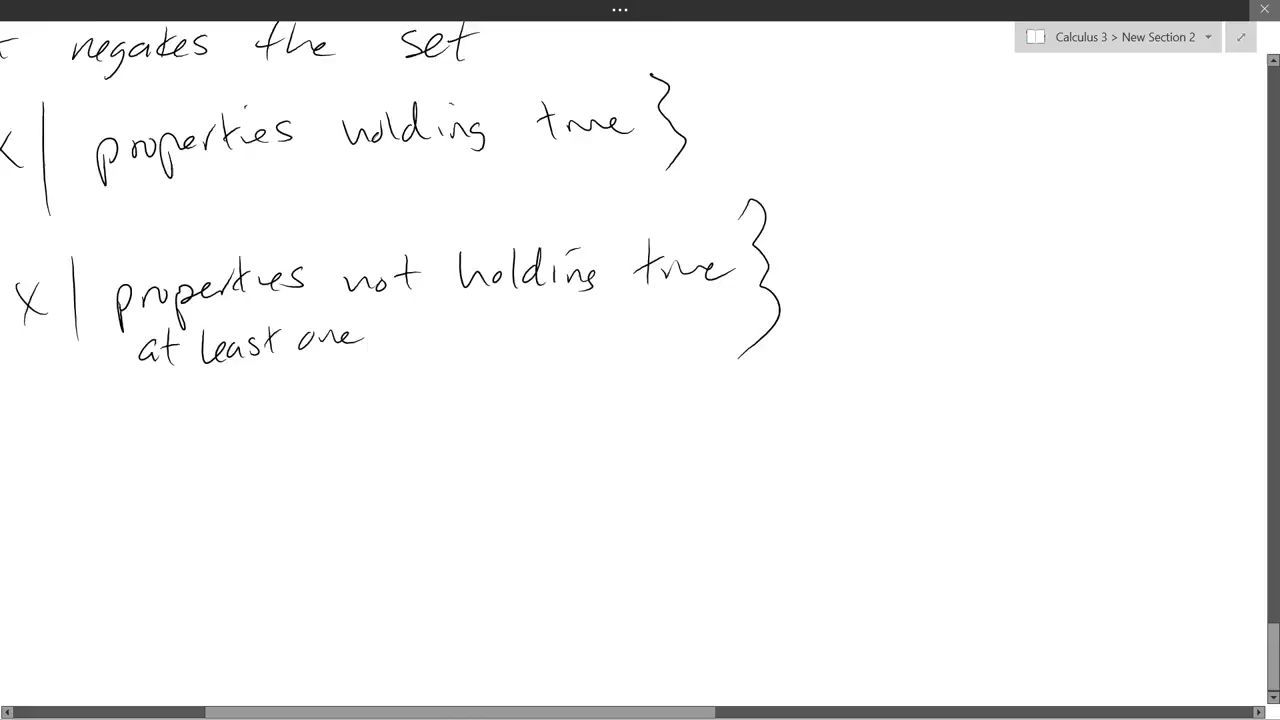 Calculus 3 > New Section 2
negates the set
x | properties holding true }
x | properties not holding true }
at least one